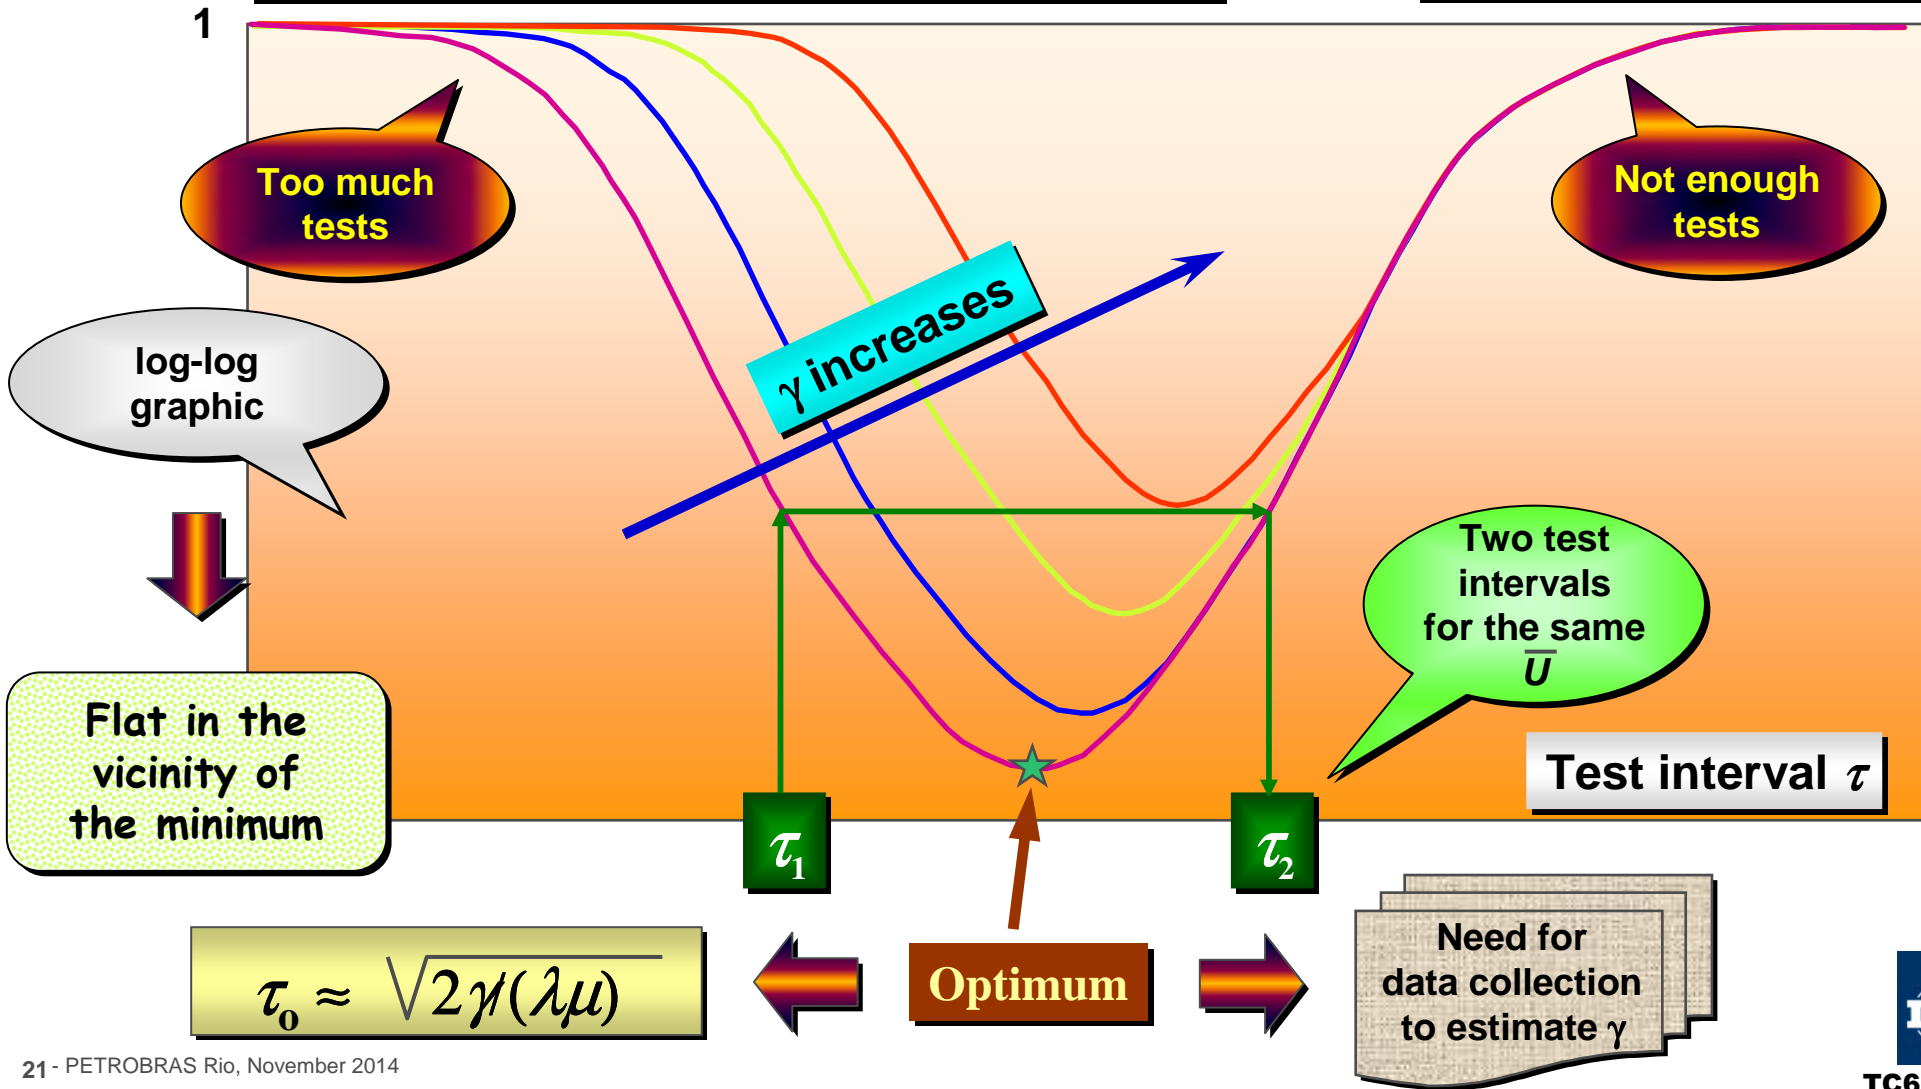 1
Too much
tests
Not enough
tests
γ increases
log-log
graphic
Two test
intervals
for the same
U̅
Flat in the
vicinity of
the minimum
Test interval τ
τ₁
τ₂
τ₀ ≈ √2γ/(λμ)
Optimum
Need for
data collection
to estimate γ
21 - PETROBRAS Rio, November 2014
TC6